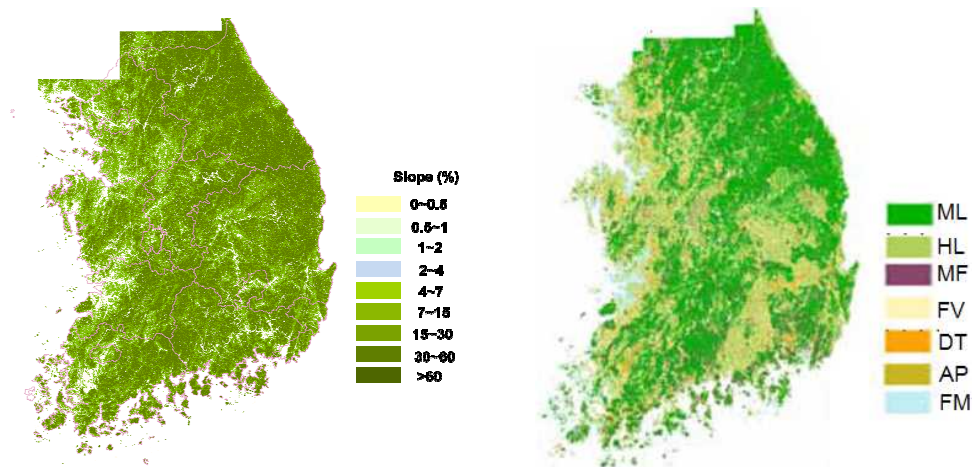 Slope (%)
0~0.5
0.5~1
1~2
2~4
4~7
7~15
15~30
30~60
>60
ML
HL
MF
FV
DT
AP
FM